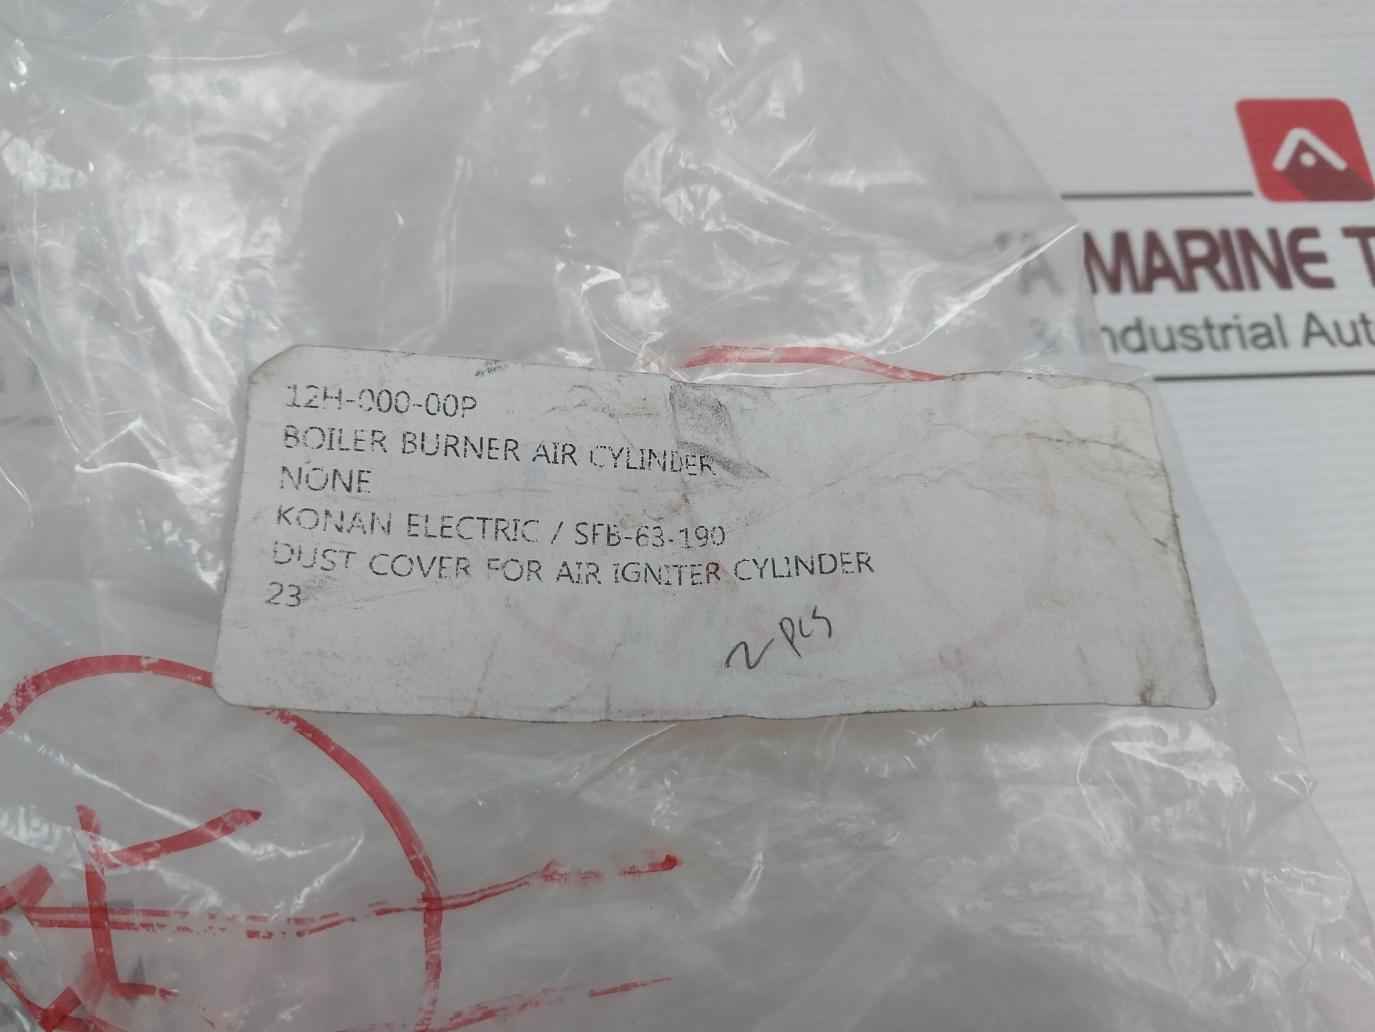 MARINE T
& Industrial Aut
12H-000-00P
BOILER BURNER AIR CYLINDER
NONE
KONAN ELECTRIC / SFB-63-190
DUST COVER FOR AIR IGNITER CYLINDER
23
2 PCS